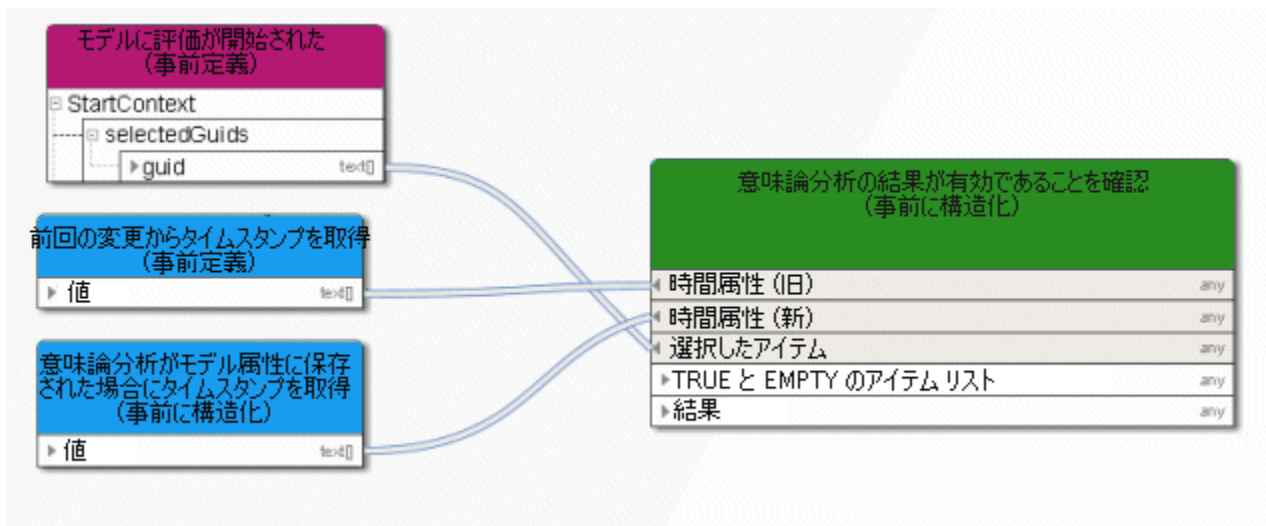 モデルに評価が開始された
(事前定義)
StartContext
selectedGuids
guid text[]
前回の変更からタイムスタンプを取得
(事前定義)
値 text[]
意味論分析がモデル属性に保存
された場合にタイムスタンプを取得
(事前に構造化)
値 text[]
意味論分析の結果が有効であることを確認
(事前に構造化)
時間属性 (旧) any
時間属性 (新) any
選択したアイテム any
TRUE と EMPTY のアイテム リスト any
結果 any